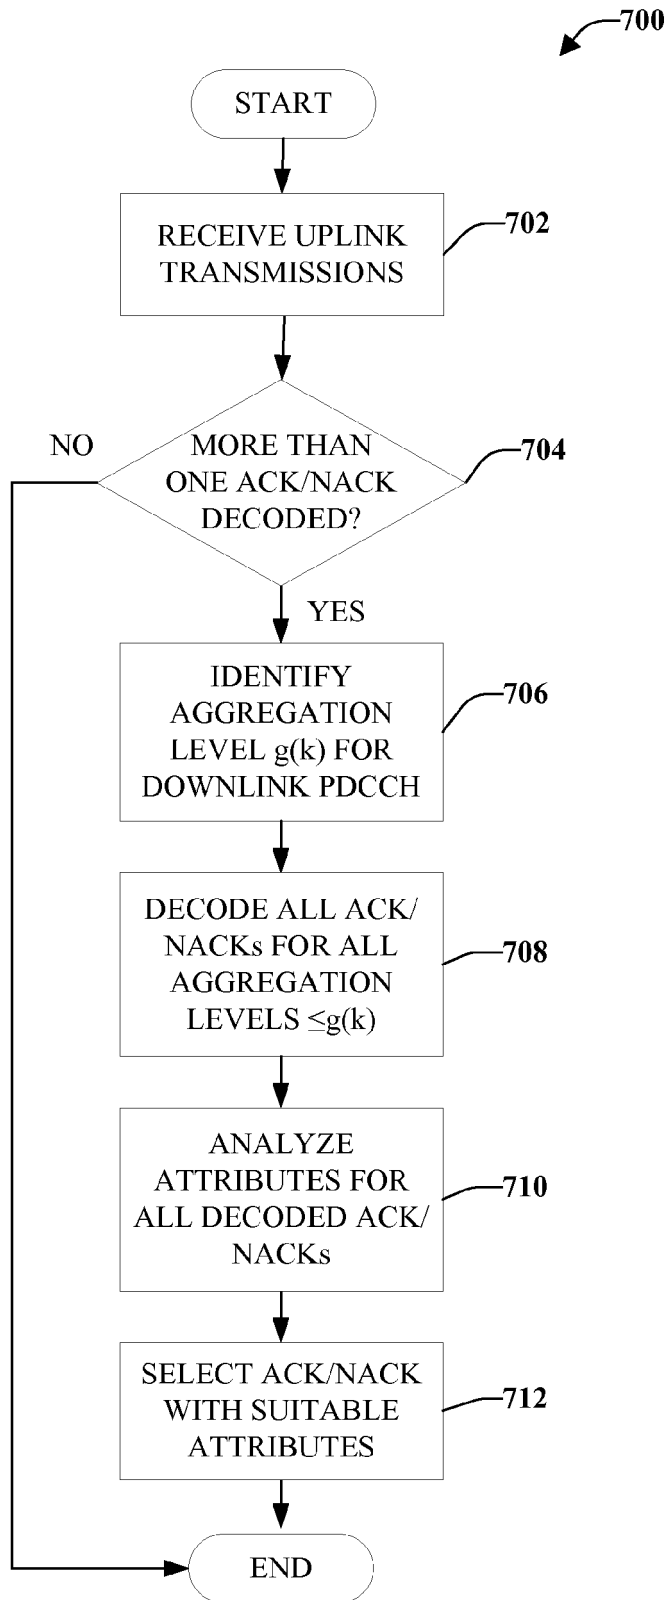 700
START
RECEIVE UPLINK
TRANSMISSIONS
702
NO
MORE THAN
ONE ACK/NACK
DECODED?
704
YES
IDENTIFY
AGGREGATION
LEVEL g(k) FOR
DOWNLINK PDCCH
706
DECODE ALL ACK/
NACKs FOR ALL
AGGREGATION
LEVELS ≤g(k)
708
ANALYZE
ATTRIBUTES FOR
ALL DECODED ACK/
NACKs
710
SELECT ACK/NACK
WITH SUITABLE
ATTRIBUTES
712
END